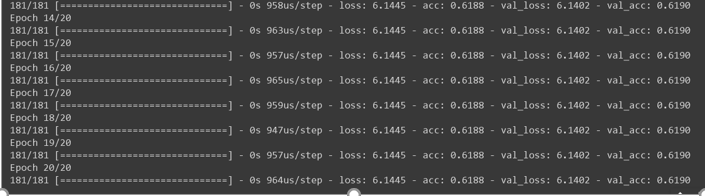 181/181 [==============================] - 0s 958us/step - loss: 6.1445 - acc: 0.6188 - val_loss: 6.1402 - val_acc: 0.6190
Epoch 14/20
181/181 [==============================] - 0s 963us/step - loss: 6.1445 - acc: 0.6188 - val_loss: 6.1402 - val_acc: 0.6190
Epoch 15/20
181/181 [==============================] - 0s 957us/step - loss: 6.1445 - acc: 0.6188 - val_loss: 6.1402 - val_acc: 0.6190
Epoch 16/20
181/181 [==============================] - 0s 965us/step - loss: 6.1445 - acc: 0.6188 - val_loss: 6.1402 - val_acc: 0.6190
Epoch 17/20
181/181 [==============================] - 0s 959us/step - loss: 6.1445 - acc: 0.6188 - val_loss: 6.1402 - val_acc: 0.6190
Epoch 18/20
181/181 [==============================] - 0s 947us/step - loss: 6.1445 - acc: 0.6188 - val_loss: 6.1402 - val_acc: 0.6190
Epoch 19/20
181/181 [==============================] - 0s 957us/step - loss: 6.1445 - acc: 0.6188 - val_loss: 6.1402 - val_acc: 0.6190
Epoch 20/20
181/181 [==============================] - 0s 964us/step - loss: 6.1445 - acc: 0.6188 - val_loss: 6.1402 - val_acc: 0.6190